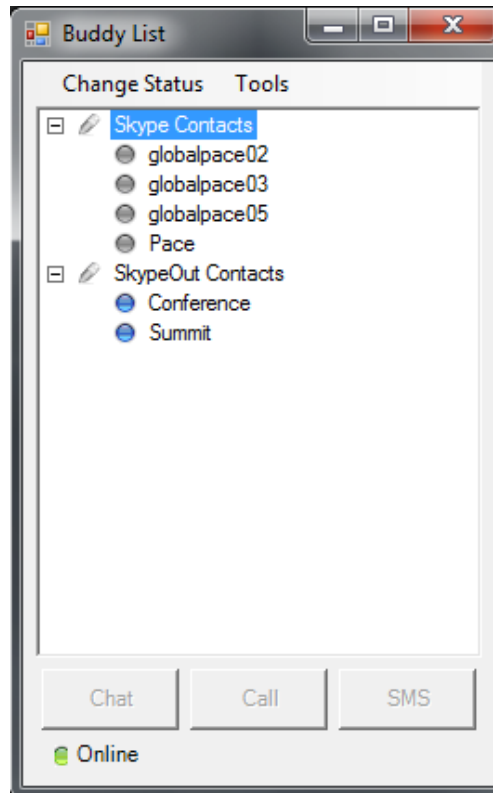 Buddy List
Change Status Tools
Skype Contacts
globalpace02
globalpace03
globalpace05
Pace
SkypeOut Contacts
Conference
Summit
Chat Call SMS
Online